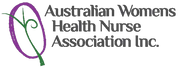 Australian Womens
Health Nurse
Association Inc.